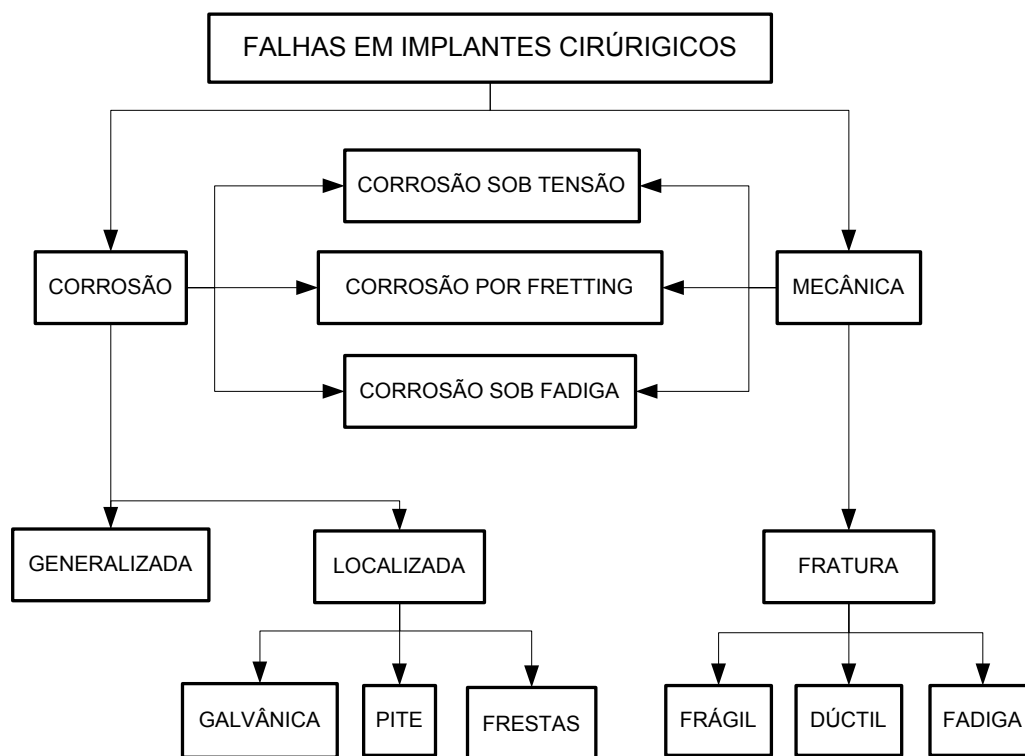 FALHAS EM IMPLANTES CIRÚRIGICOS
CORROSÃO SOB TENSÃO
CORROSÃO
CORROSÃO POR FRETTING
MECÂNICA
CORROSÃO SOB FADIGA
GENERALIZADA
LOCALIZADA
FRATURA
GALVÂNICA
PITE
FRESTAS
FRÁGIL
DÚCTIL
FADIGA